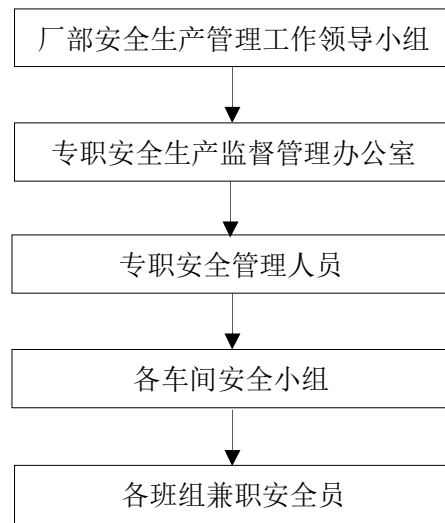 厂部安全生产管理工作领导小组
专职安全生产监督管理办公室
专职安全管理人员
各车间安全小组
各班组兼职安全员